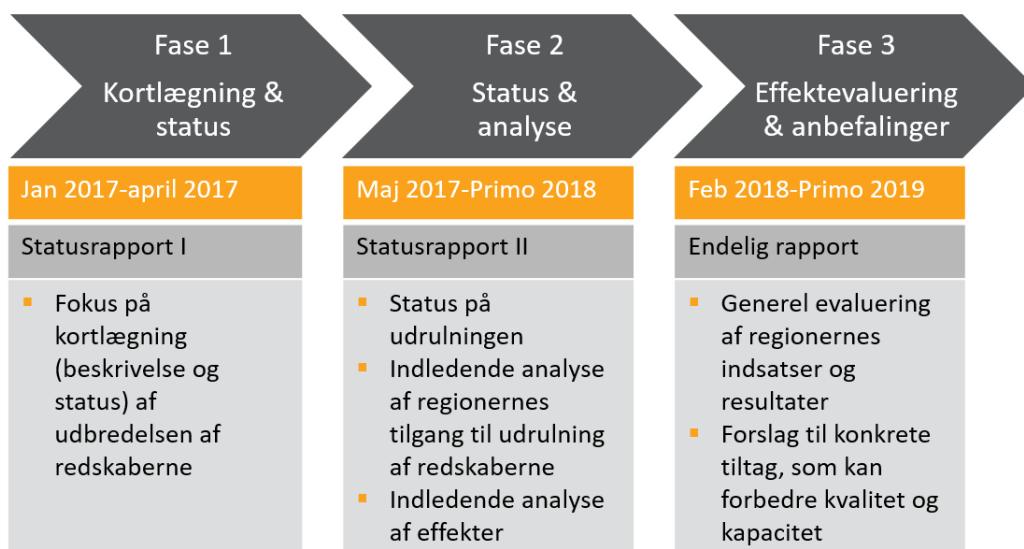 Fase 1
Kortlægning &
status
Jan 2017-april 2017
Statusrapport I
▪ Fokus på
kortlægning
(beskrivelse og
status) af
udbredelsen af
redskaberne
Fase 2
Status &
analyse
Maj 2017-Primo 2018
Statusrapport II
▪ Status på
udrulningen
▪ Indledende analyse
af regionernes
tilgang til udrulning
af redskaberne
▪ Indledende analyse
af effekter
Fase 3
Effektevaluering
& anbefalinger
Feb 2018-Primo 2019
Endelig rapport
▪ Generel evaluering
af regionernes
indsatser og
resultater
▪ Forslag til konkrete
tiltag, som kan
forbedre kvalitet og
kapacitet